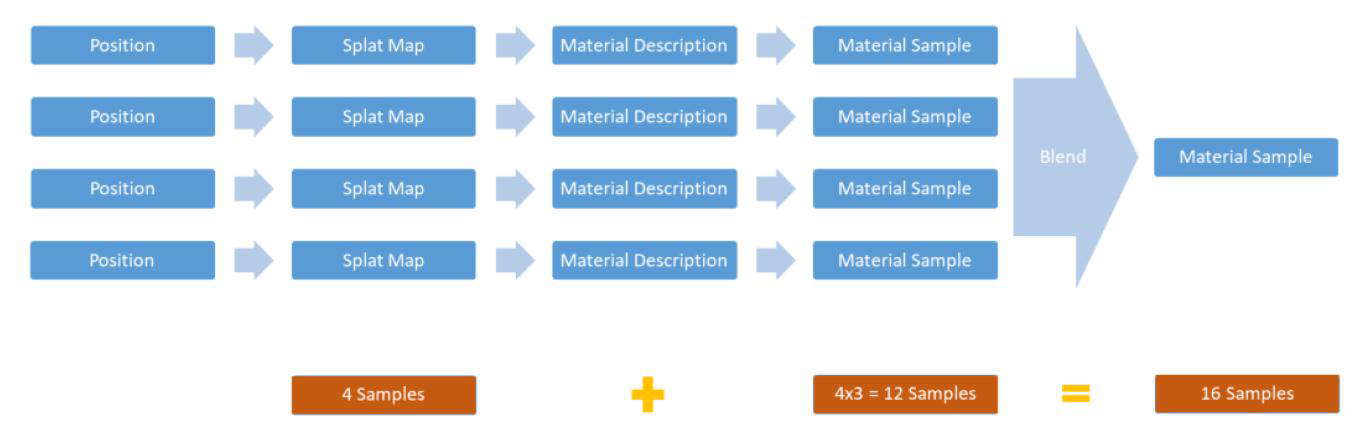 Position Splat Map Material Description Material Sample
Position Splat Map Material Description Material Sample
Blend Material Sample
Position Splat Map Material Description Material Sample
Position Splat Map Material Description Material Sample
4 Samples + 4x3 = 12 Samples = 16 Samples